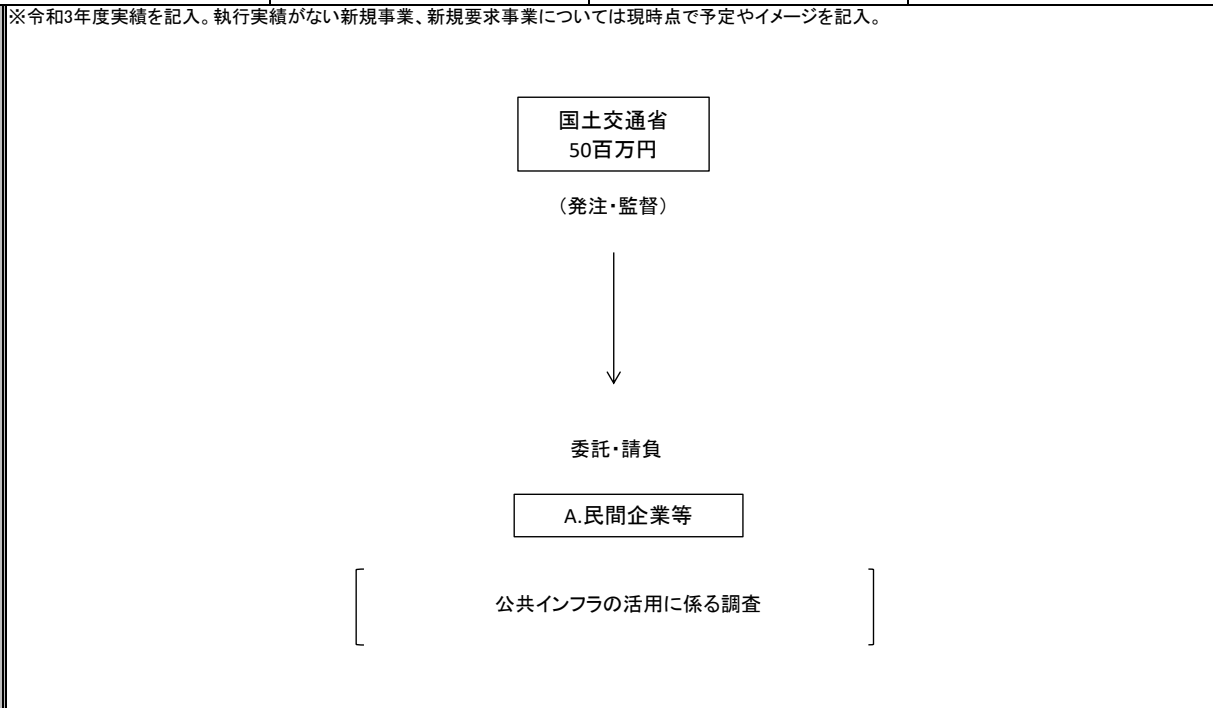 ※令和3年度実績を記入。執行実績がない新規事業、新規要求事業については現時点で予定やイメージを記入。
国土交通省
50百万円
（発注・監督）
委託・請負
A.民間企業等
公共インフラの活用に係る調査